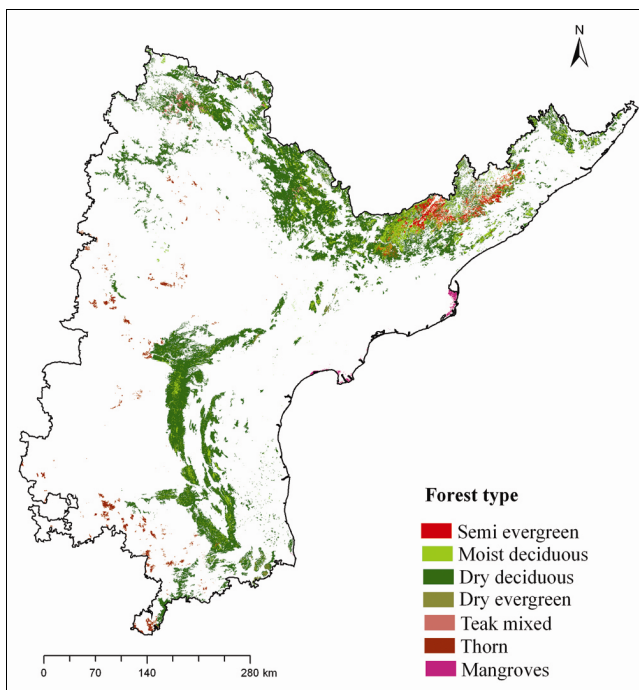 N
Forest type
Semi evergreen
Moist deciduous
Dry deciduous
Dry evergreen
Teak mixed
Thorn
Mangroves
0 70 140 280 km